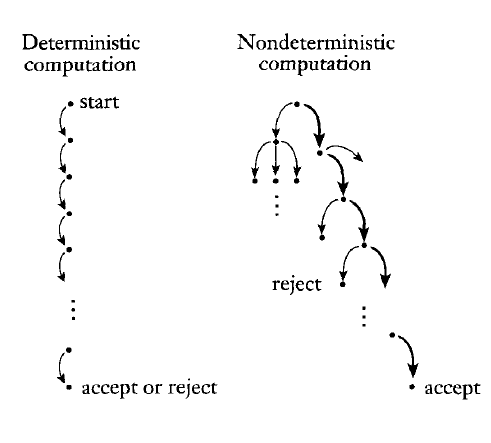 Deterministic
computation
Nondeterministic
computation
start
reject
accept or reject
accept